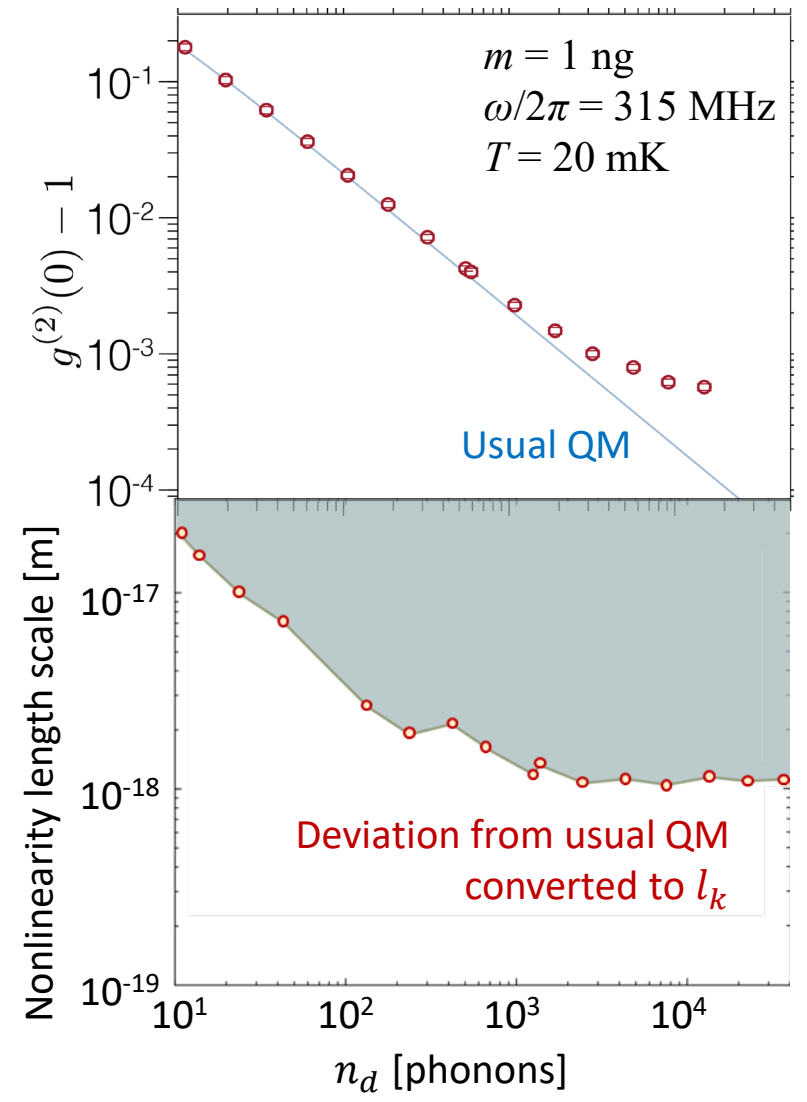 m = 1 ng
ω/2π = 315 MHz
T = 20 mK
g⁽²⁾(0) − 1
10⁻¹
10⁻²
10⁻³
10⁻⁴
Usual QM
Nonlinearity length scale [m]
10⁻¹⁷
10⁻¹⁸
10⁻¹⁹
Deviation from usual QM
converted to lₖ
10¹ 10² 10³ 10⁴
n_d [phonons]